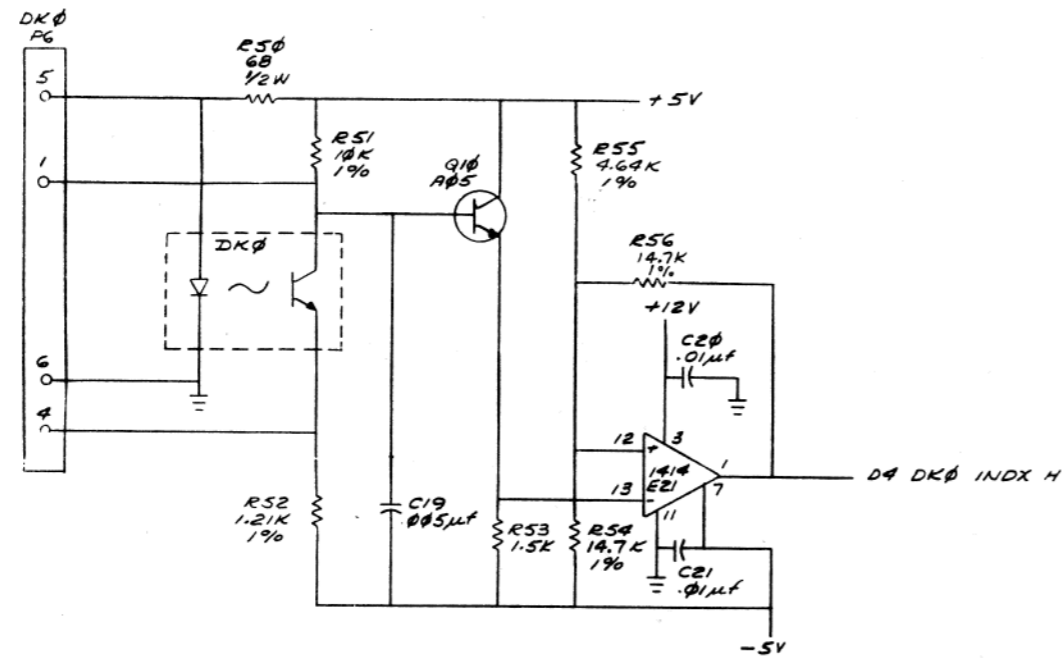 DKØ
P6
5
1
6
4
R5Ø
68
1/2W
+5V
R51
1ØK
1%
Q1Ø
AØ5
R55
4.64K
1%
R56
14.7K
1%
DKØ
+12V
C2Ø
.01µf
12
3
+
1414
E21
1
13
-
7
11
D4 DKØ INDX H
R52
1.21K
1%
C19
ØØ5µf
R53
1.5K
R54
14.7K
1%
C21
.Ø1µf
-5V